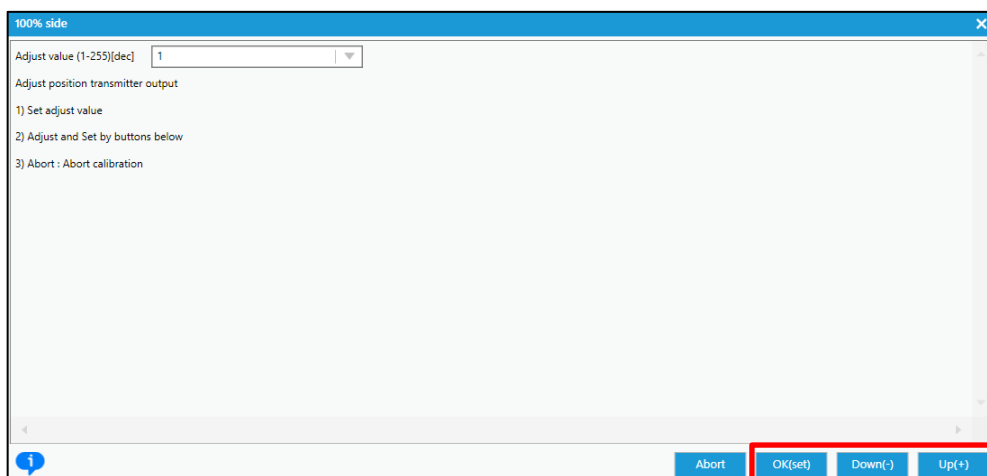 100% side
Adjust value (1-255)[dec] 1
Adjust position transmitter output
1) Set adjust value
2) Adjust and Set by buttons below
3) Abort : Abort calibration
Abort OK(set) Down(-) Up(+)